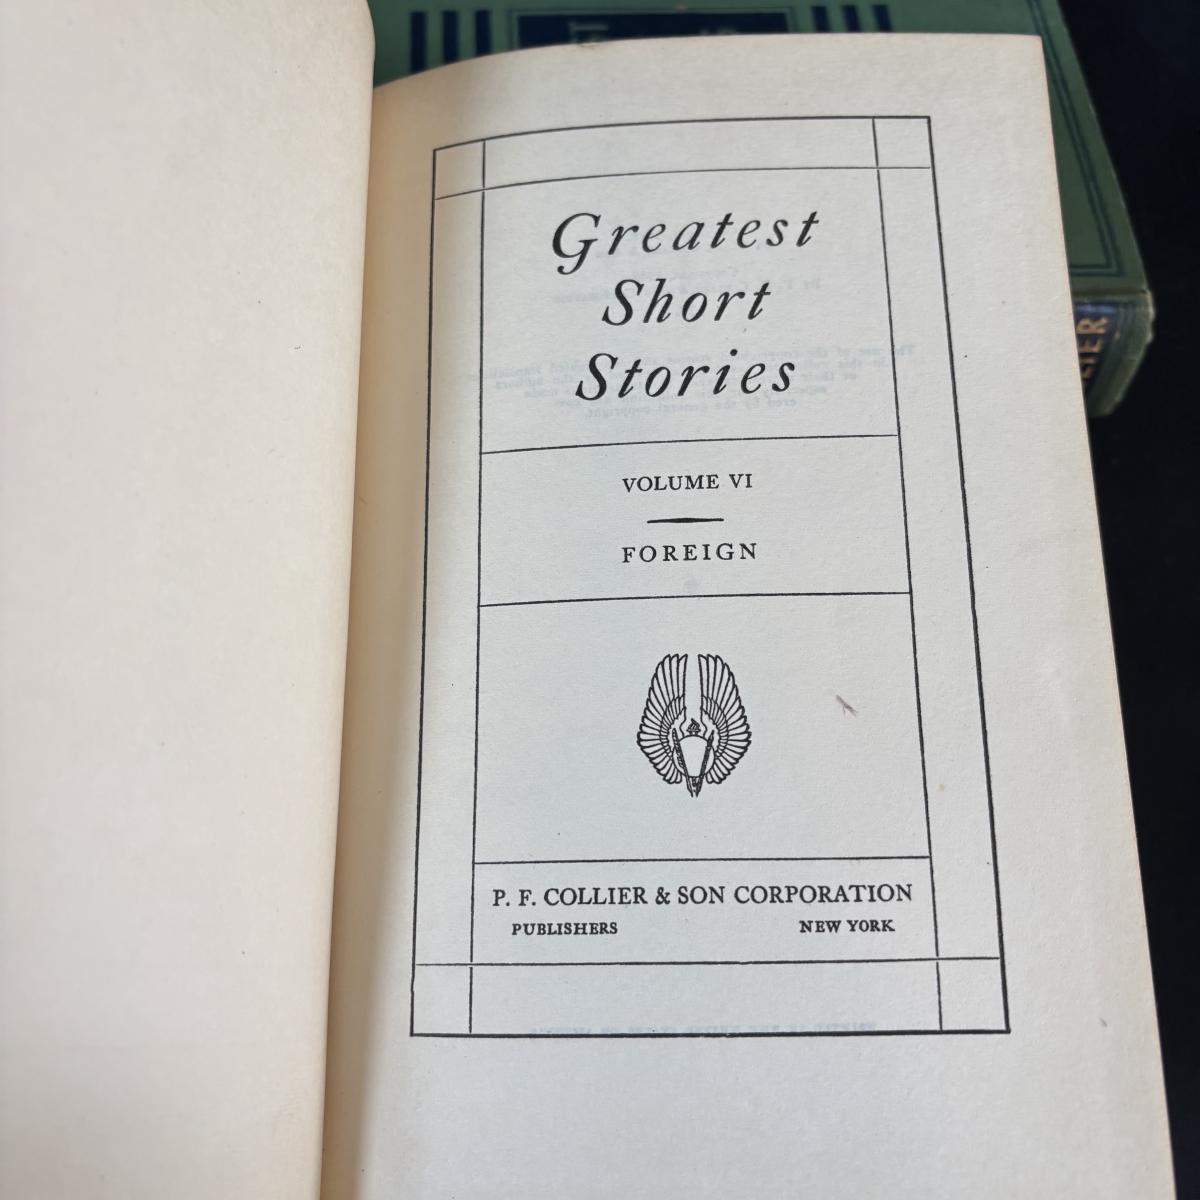 Greatest
Short
Stories
VOLUME VI
FOREIGN
P. F. COLLIER & SON CORPORATION
PUBLISHERS NEW YORK